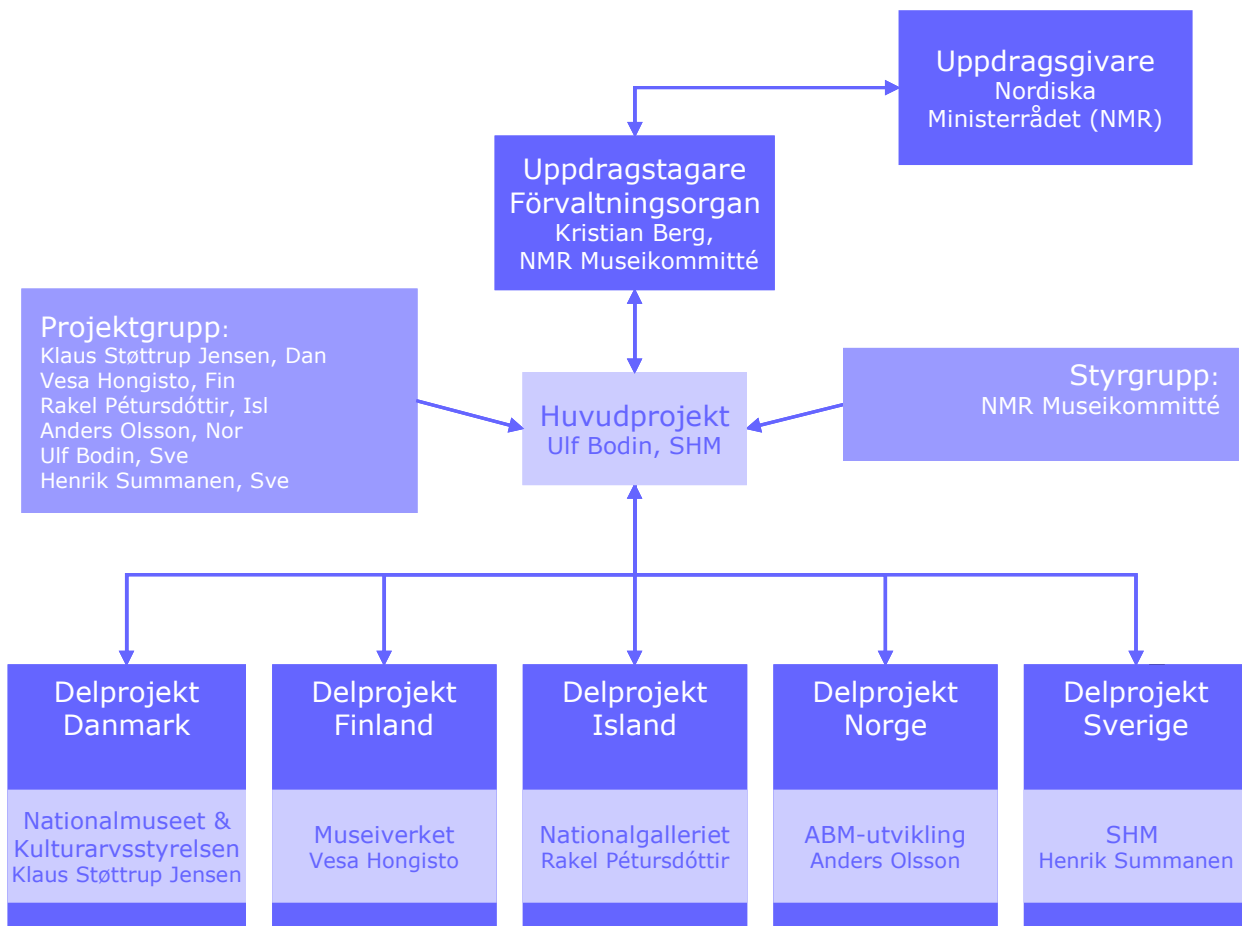 Uppdragsgivare
Nordiska
Ministerrådet (NMR)
Uppdragstagare
Förvaltningsorgan
Kristian Berg,
NMR Museikommitté
Projektgrupp:
Klaus Støttrup Jensen, Dan
Vesa Hongisto, Fin
Rakel Pétursdóttir, Isl
Anders Olsson, Nor
Ulf Bodin, Sve
Henrik Summanen, Sve
Huvudprojekt
Ulf Bodin, SHM
Styrgrupp:
NMR Museikommitté
Delprojekt
Danmark
Nationalmuseet &
Kulturarvsstyrelsen
Klaus Støttrup Jensen
Delprojekt
Finland
Museiverket
Vesa Hongisto
Delprojekt
Island
Nationalgalleriet
Rakel Pétursdóttir
Delprojekt
Norge
ABM-utvikling
Anders Olsson
Delprojekt
Sverige
SHM
Henrik Summanen